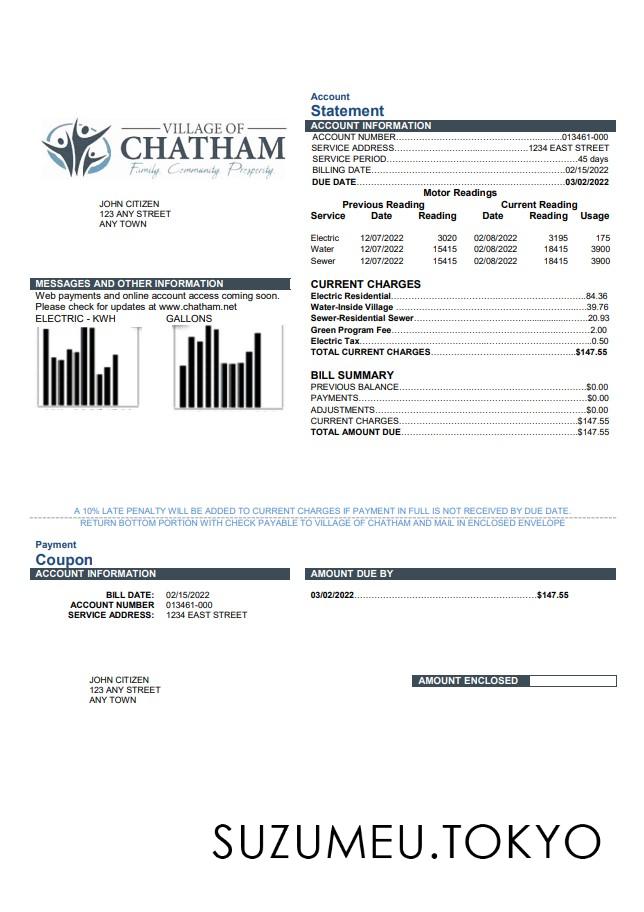 VILLAGE OF
CHATHAM
Family. Community. Prosperity.
JOHN CITIZEN
123 ANY STREET
ANY TOWN
Account
Statement
ACCOUNT INFORMATION
ACCOUNT NUMBER.....013461-000
SERVICE ADDRESS.....1234 EAST STREET
SERVICE PERIOD.....45 days
BILLING DATE.....02/15/2022
DUE DATE.....03/02/2022
Motor Readings
Previous Reading Current Reading
Service Date Reading Date Reading Usage
Electric 12/07/2022 3020 02/08/2022 3195 175
Water 12/07/2022 15415 02/08/2022 18415 3900
Sewer 12/07/2022 15415 02/08/2022 18415 3900
MESSAGES AND OTHER INFORMATION
Web payments and online account access coming soon.
Please check for updates at www.chatham.net
ELECTRIC - KWH GALLONS
CURRENT CHARGES
Electric Residential.....84.36
Water-Inside Village.....39.76
Sewer-Residential Sewer.....20.93
Green Program Fee.....2.00
Electric Tax.....0.50
TOTAL CURRENT CHARGES.....$147.55
BILL SUMMARY
PREVIOUS BALANCE.....$0.00
PAYMENTS.....$0.00
ADJUSTMENTS.....$0.00
CURRENT CHARGES.....$147.55
TOTAL AMOUNT DUE.....$147.55
A 10% LATE PENALTY WILL BE ADDED TO CURRENT CHARGES IF PAYMENT IN FULL IS NOT RECEIVED BY DUE DATE.
RETURN BOTTOM PORTION WITH CHECK PAYABLE TO VILLAGE OF CHATHAM AND MAIL IN ENCLOSED ENVELOPE
Payment
Coupon
ACCOUNT INFORMATION
BILL DATE: 02/15/2022
ACCOUNT NUMBER 013461-000
SERVICE ADDRESS: 1234 EAST STREET
AMOUNT DUE BY
03/02/2022.....$147.55
JOHN CITIZEN
123 ANY STREET
ANY TOWN
AMOUNT ENCLOSED
SUZUMEU.TOKYO